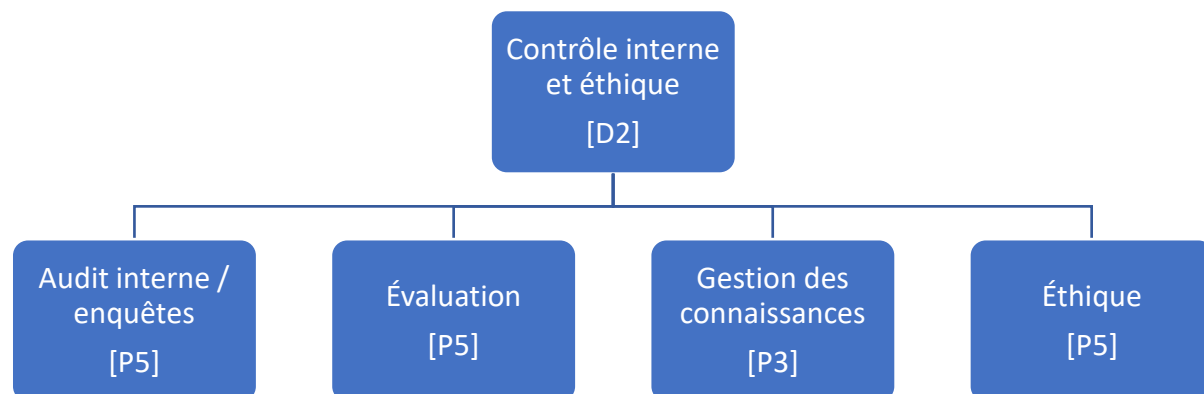 Contrôle interne
et éthique
[D2]
Audit interne /
enquêtes
[P5]
Évaluation
[P5]
Gestion des
connaissances
[P3]
Éthique
[P5]